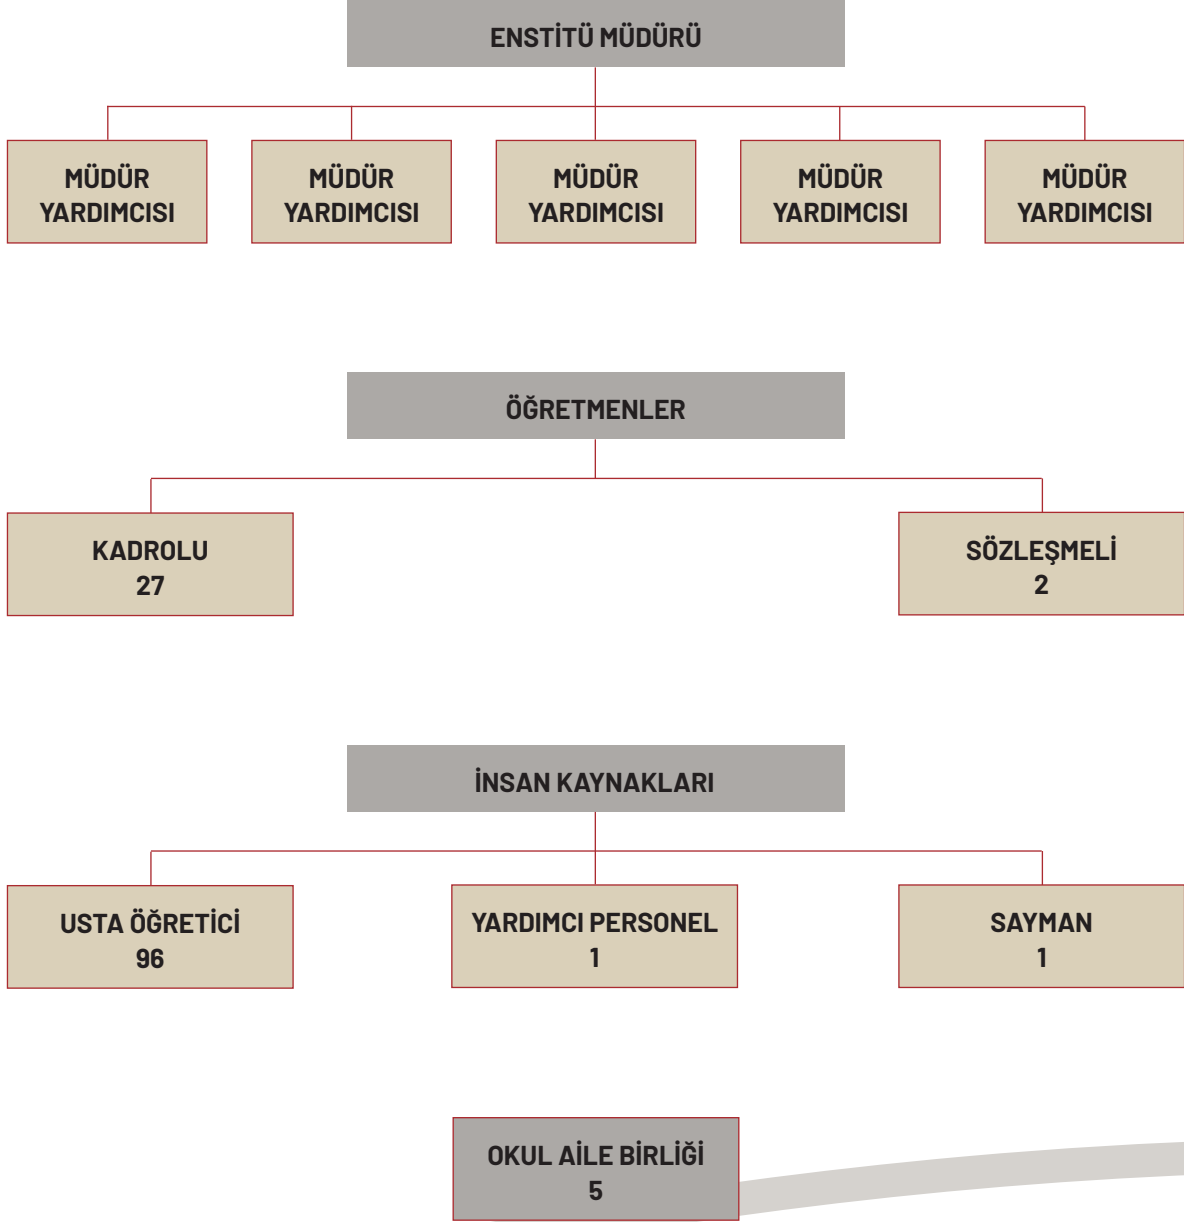 ENSTİTÜ MÜDÜRÜ
MÜDÜR
YARDIMCISI
MÜDÜR
YARDIMCISI
MÜDÜR
YARDIMCISI
MÜDÜR
YARDIMCISI
MÜDÜR
YARDIMCISI
ÖĞRETMENLER
KADROLU
27
SÖZLEŞMELİ
2
İNSAN KAYNAKLARI
USTA ÖĞRETİCİ
96
YARDIMCI PERSONEL
1
SAYMAN
1
OKUL AİLE BİRLİĞİ
5